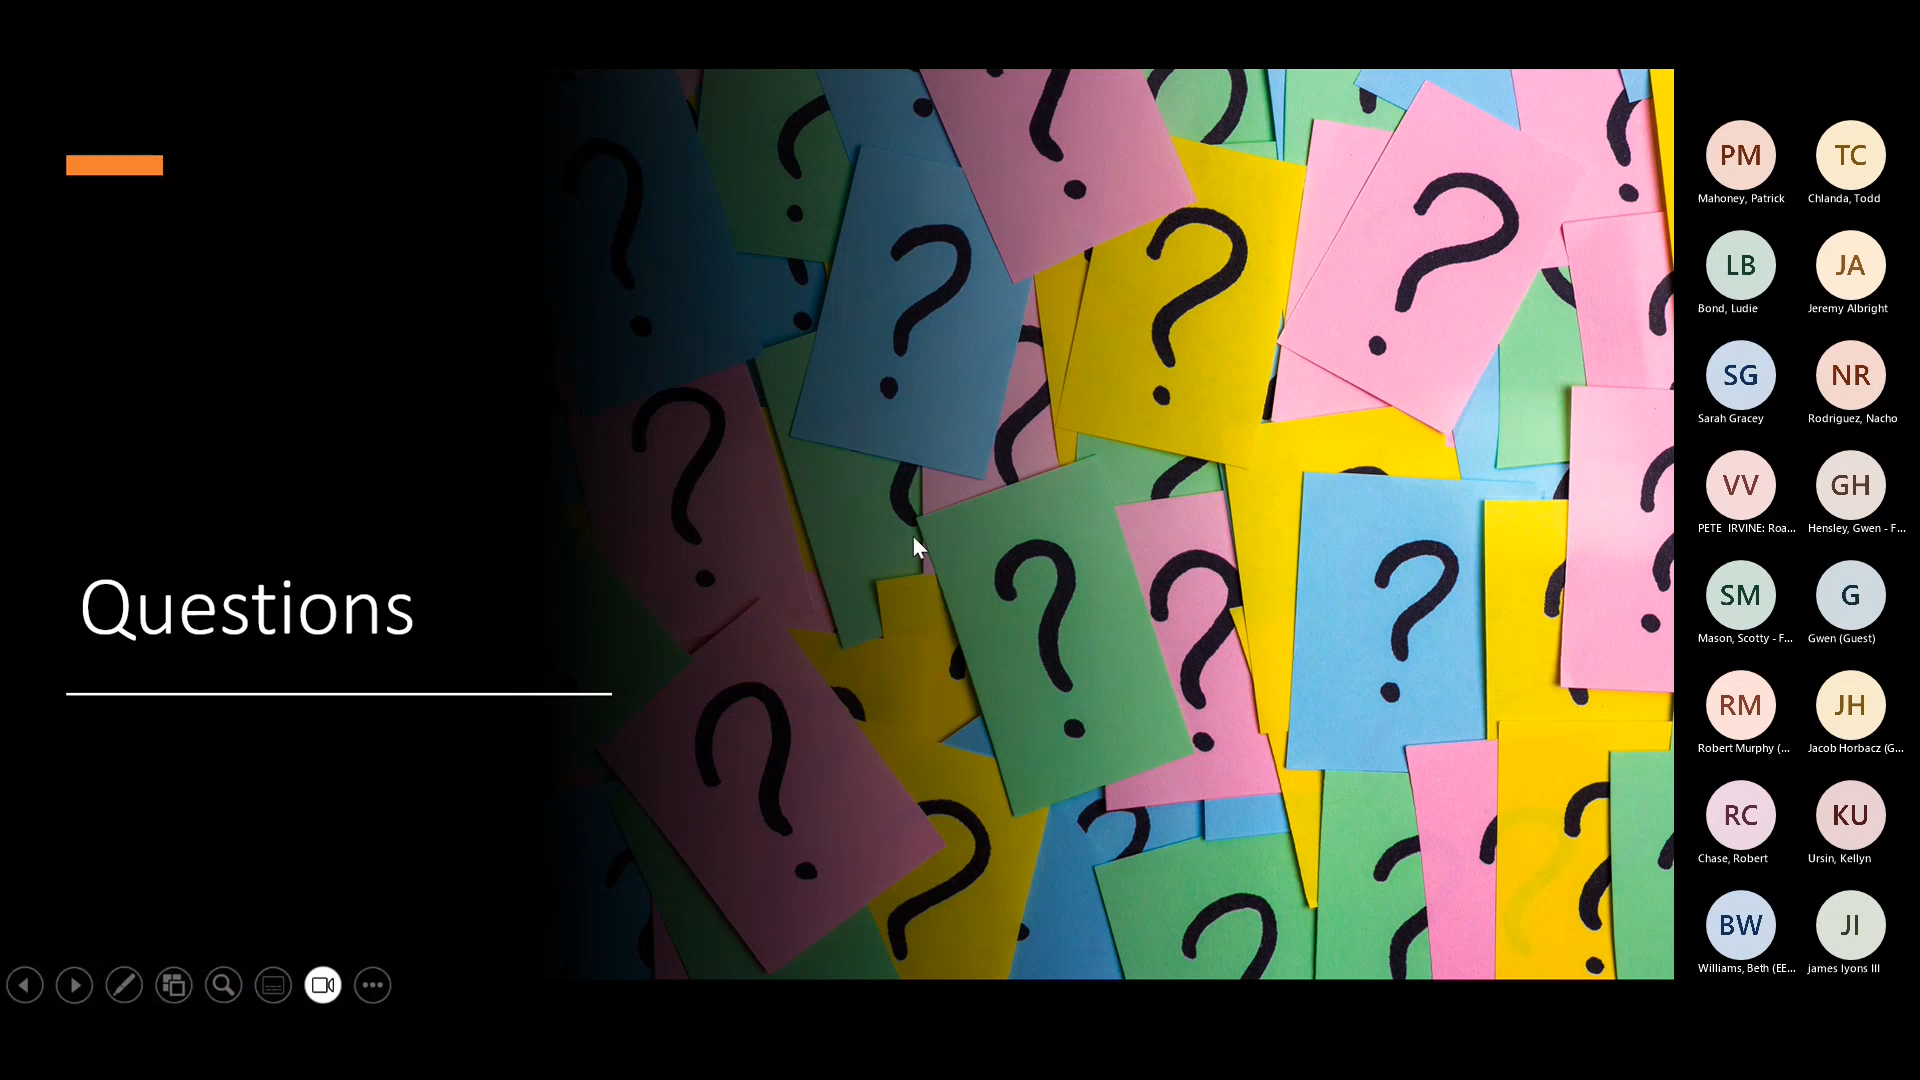 Questions
PM
Mahoney, Patrick
TC
Chlanda, Todd
LB
Bond, Ludie
JA
Jeremy Albright
SG
Sarah Gracey
NR
Rodriguez, Nacho
VV
PETE IRVINE: Roa...
GH
Hensley, Gwen - F...
SM
Mason, Scotty - F...
G
Gwen (Guest)
RM
Robert Murphy (...
JH
Jacob Horbacz (G...
RC
Chase, Robert
KU
Ursin, Kellyn
BW
Williams, Beth (EE...
JI
james lyons III